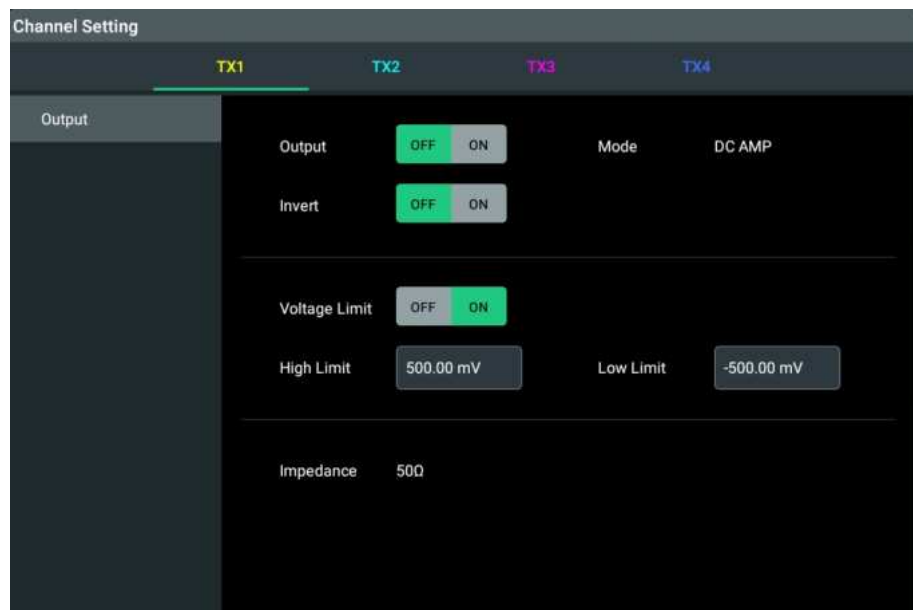 Channel Setting
TX1 TX2 TX3 TX4
Output
Output OFF ON Mode DC AMP
Invert OFF ON
Voltage Limit OFF ON
High Limit 500.00 mV Low Limit -500.00 mV
Impedance 50Ω